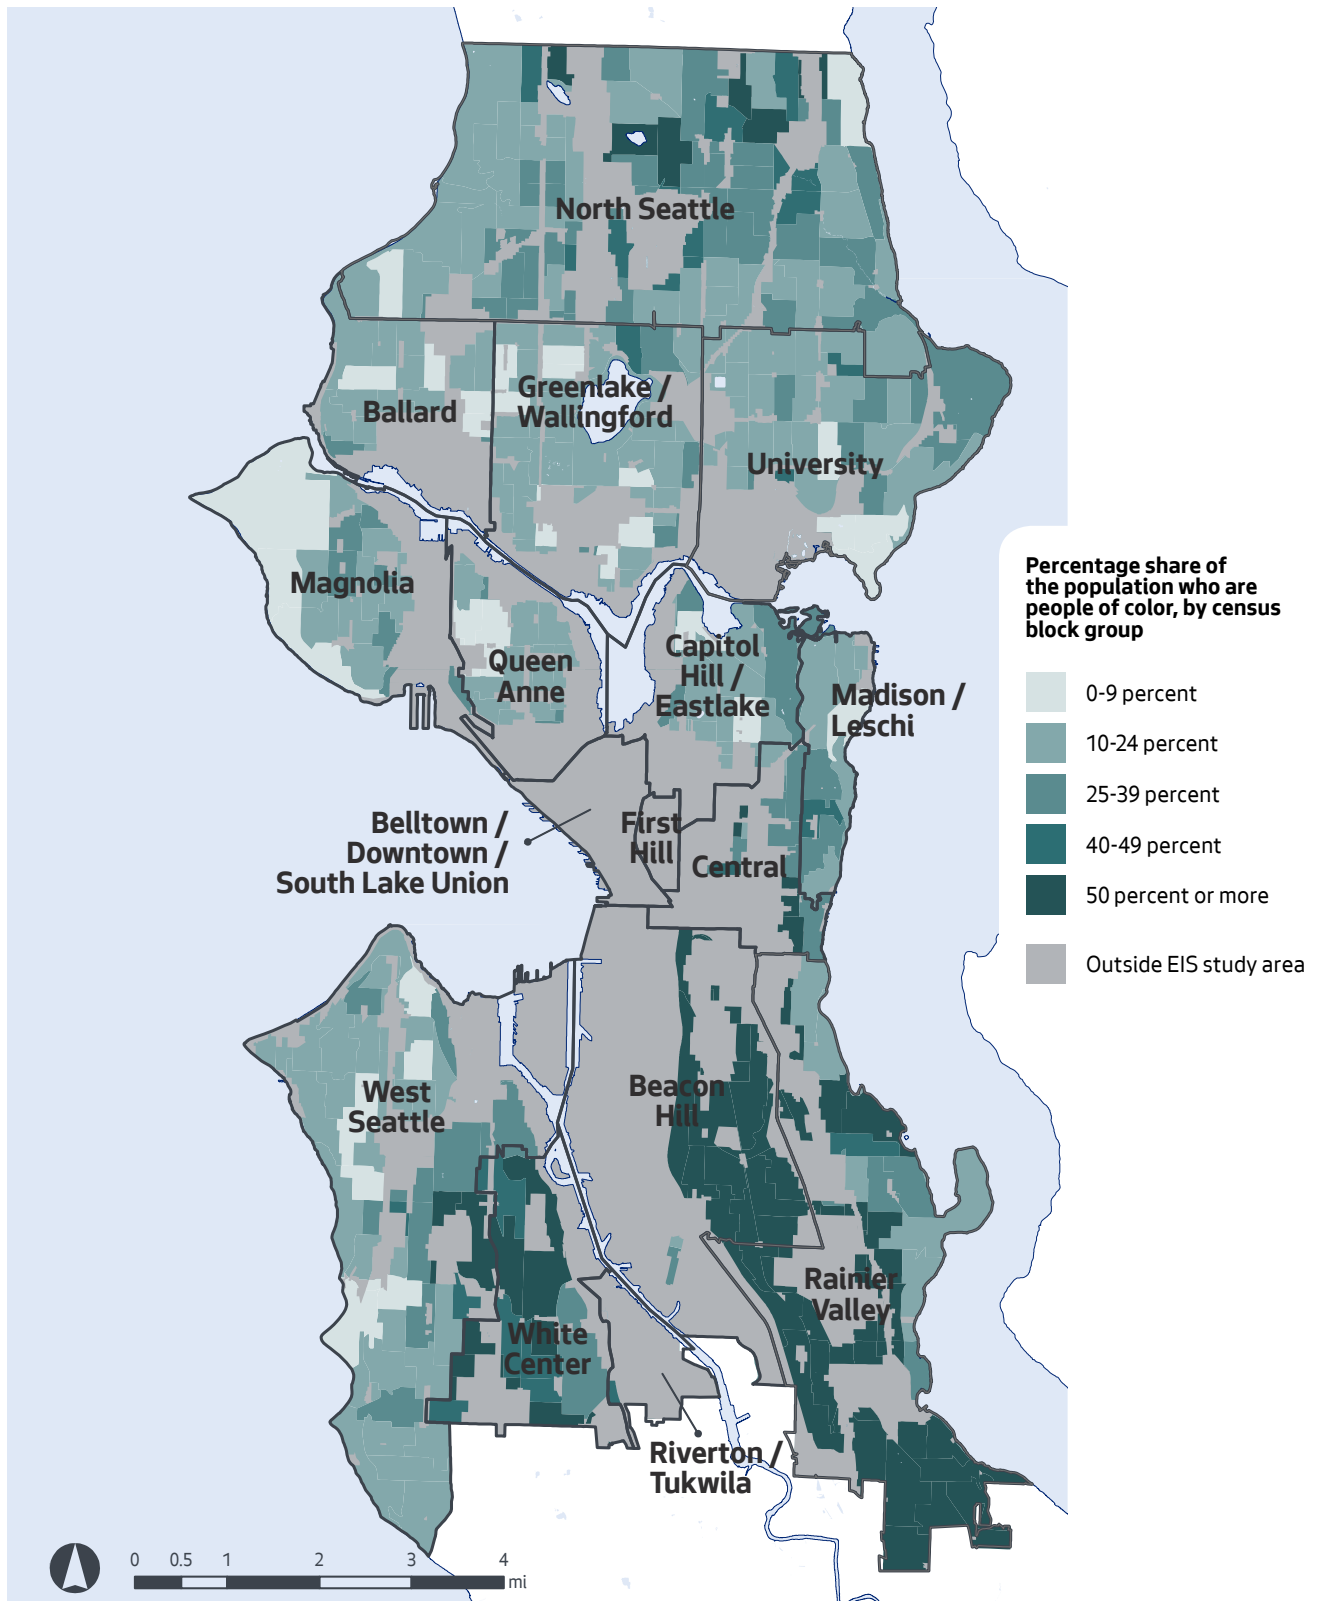 North Seattle
Ballard
Greenlake /
Wallingford
University
Magnolia
Queen
Anne
Capitol
Hill /
Eastlake
Madison /
Leschi
Belltown /
Downtown /
South Lake Union
First
Hill
Central
West
Seattle
Beacon
Hill
Rainier
Valley
White
Center
Riverton /
Tukwila
Percentage share of
the population who are
people of color, by census
block group
0-9 percent
10-24 percent
25-39 percent
40-49 percent
50 percent or more
Outside EIS study area
0 0.5 1 2 3 4
mi